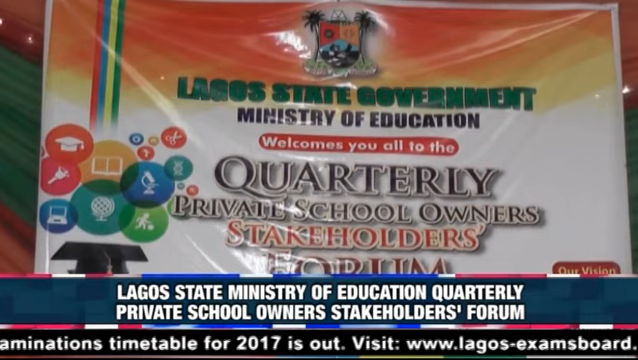 LAGOS STATE GOVERNMENT
MINISTRY OF EDUCATION
Welcomes you all to the
QUARTERLY
PRIVATE SCHOOL OWNERS
STAKEHOLDERS'
FORUM
Our Vision
LAGOS STATE MINISTRY OF EDUCATION QUARTERLY
PRIVATE SCHOOL OWNERS STAKEHOLDERS' FORUM
aminations timetable for 2017 is out. Visit: www.lagos-examsboard.